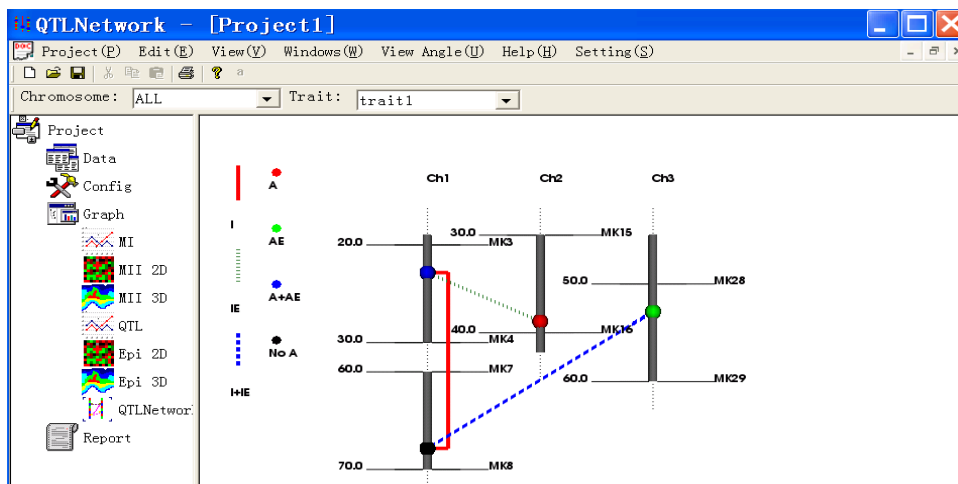 QTLNetwork - [Project1]
Project(P) Edit(E) View(V) Windows(W) View Angle(U) Help(H) Setting(S)
a
Chromosome: ALL Trait: trait1
Project
Data
Config
Graph
MI
MII 2D
MII 3D
QTL
Epi 2D
Epi 3D
QTLNetwor
Report
I
IE
I+IE
A
AE
A+AE
No A
Ch1 Ch2 Ch3
20.0 MK3
30.0 MK4
60.0 MK7
70.0 MK8
30.0 MK15
40.0 MK16
50.0 MK28
60.0 MK29